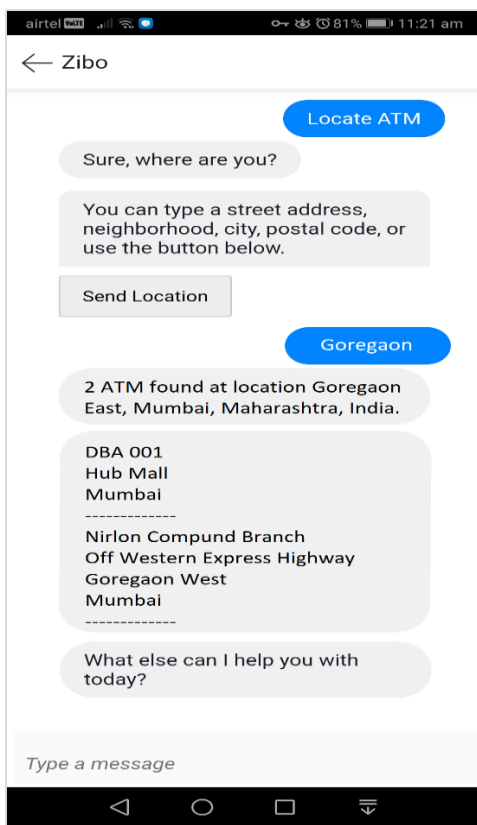 airtel VoLTE 81% 11:21 am
Zibo
Locate ATM
Sure, where are you?
You can type a street address,
neighborhood, city, postal code, or
use the button below.
Send Location
Goregaon
2 ATM found at location Goregaon
East, Mumbai, Maharashtra, India.
DBA 001
Hub Mall
Mumbai
-------------
Nirlon Compund Branch
Off Western Express Highway
Goregaon West
Mumbai
-------------
What else can I help you with
today?
Type a message